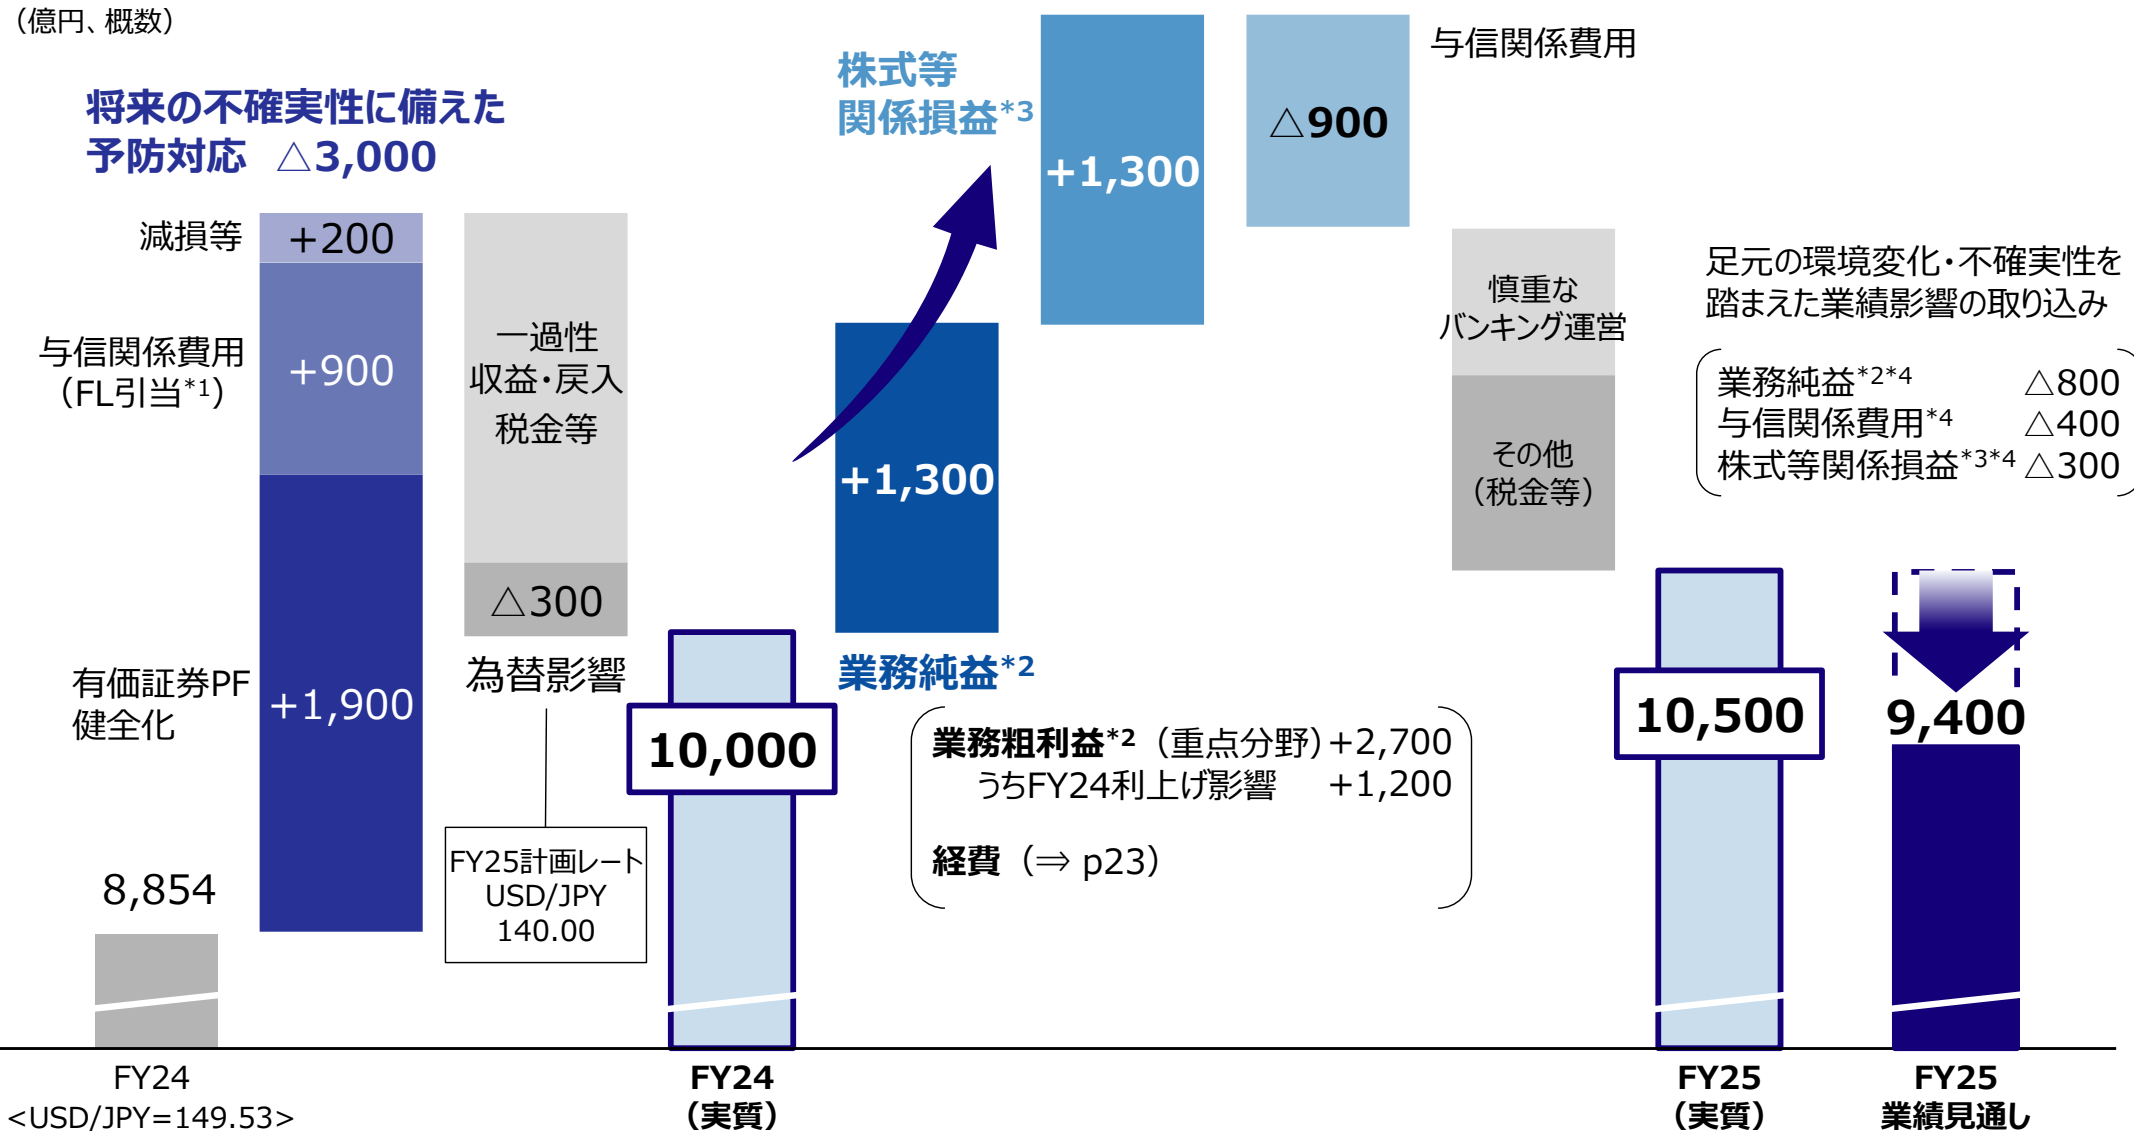 （億円、概数）
将来の不確実性に備えた
予防対応 △3,000
減損等
+200
与信関係費用
（FL引当*1）
+900
有価証券PF
健全化
+1,900
8,854
FY24
<USD/JPY=149.53>
一過性
収益・戻入
税金等
△300
為替影響
FY25計画レート
USD/JPY
140.00
10,000
FY24
（実質）
株式等
関係損益*3
+1,300
+1,300
業務純益*2
業務粗利益*2（重点分野）+2,700
うちFY24利上げ影響 +1,200
経費（⇒ p23）
与信関係費用
△900
慎重な
バンキング運営
その他
（税金等）
足元の環境変化・不確実性を
踏まえた業績影響の取り込み
業務純益*2*4 △800
与信関係費用*4 △400
株式等関係損益*3*4 △300
10,500
FY25
（実質）
9,400
FY25
業績見通し